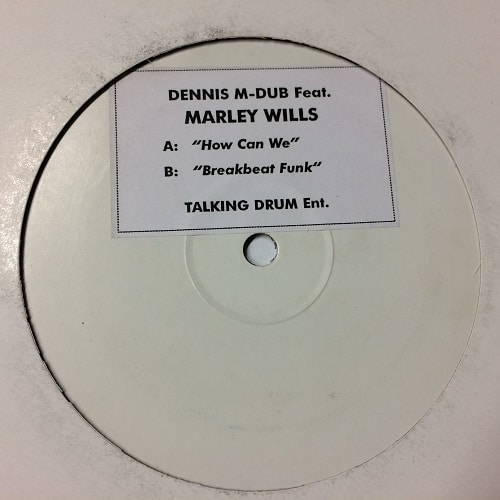 DENNIS M-DUB Feat.
MARLEY WILLS
A: "How Can We"
B: "Breakbeat Funk"
TALKING DRUM Ent.